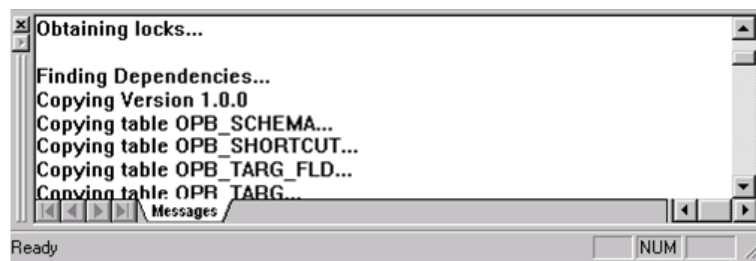 Obtaining locks...
Finding Dependencies...
Copying Version 1.0.0
Copying table OPB_SCHEMA...
Copying table OPB_SHORTCUT...
Copying table OPB_TARG_FLD...
Copying table OPB_TARG...
Messages
Ready
NUM